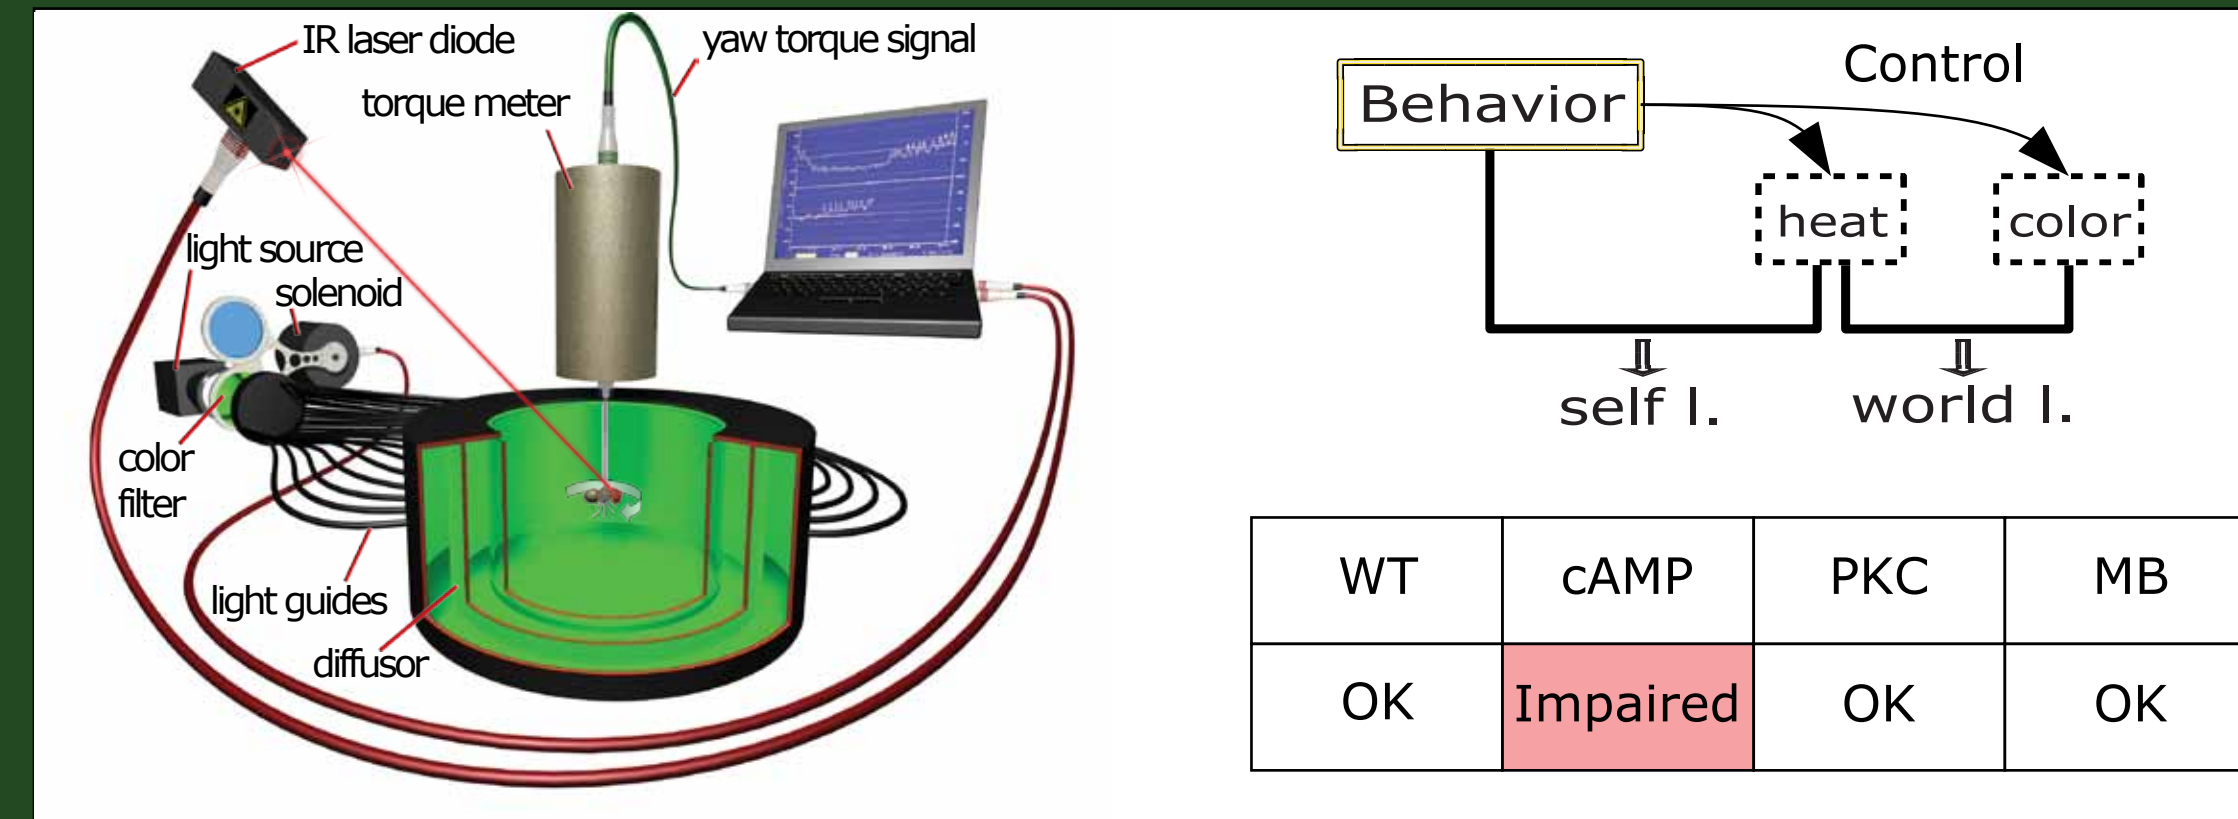 IR laser diode
yaw torque signal
torque meter
light source
solenoid
color
filter
light guides
diffusor
Control
Behavior
heat
color
self l.
world l.
WT cAMP PKC MB
OK Impaired OK OK